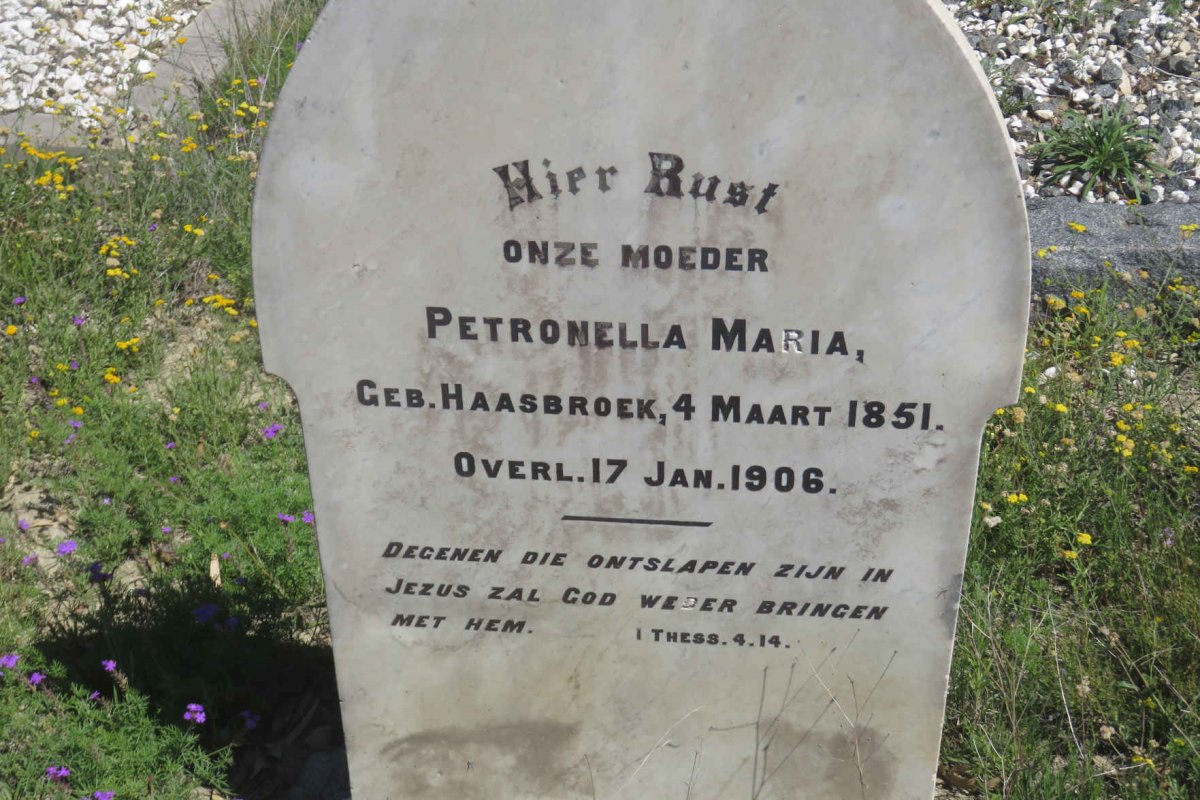 Hier Rust
ONZE MOEDER
PETRONELLA MARIA,
GEB. HAASBROEK, 4 MAART 1851.
OVERL. 17 JAN. 1906.
DEGENEN DIE ONTSLAPEN ZIJN IN
JEZUS ZAL GOD WEDER BRINGEN
MET HEM. 1 THESS. 4. 14.